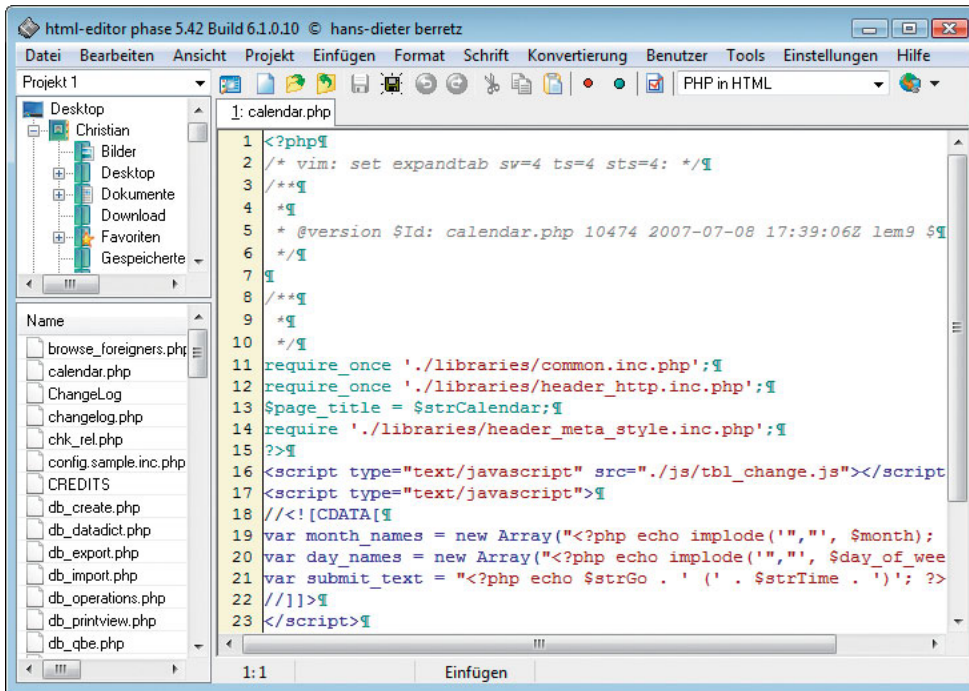 html-editor phase 5.42 Build 6.1.0.10 © hans-dieter berretz
Datei Bearbeiten Ansicht Projekt Einfügen Format Schrift Konvertierung Benutzer Tools Einstellungen Hilfe
Projekt 1
PHP in HTML
Desktop
Christian
Bilder
Desktop
Dokumente
Download
Favoriten
Gespeicherte
Name
browse_foreigners.php
calendar.php
ChangeLog
changelog.php
chk_rel.php
config.sample.inc.php
CREDITS
db_create.php
db_datadict.php
db_export.php
db_import.php
db_operations.php
db_printview.php
db_qbe.php
1: calendar.php
1 <?php¶
2 /* vim: set expandtab sw=4 ts=4 sts=4: */¶
3 /**¶
4 *¶
5 * @version $Id: calendar.php 10474 2007-07-08 17:39:06Z lem9 $¶
6 */¶
7 ¶
8 /**¶
9 *¶
10 */¶
11 require_once './libraries/common.inc.php';¶
12 require_once './libraries/header_http.inc.php';¶
13 $page_title = $strCalendar;¶
14 require './libraries/header_meta_style.inc.php';¶
15 ?>¶
16 <script type="text/javascript" src="./js/tbl_change.js"></script
17 <script type="text/javascript">¶
18 //<![CDATA[¶
19 var month_names = new Array("<?php echo implode('","', $month);
20 var day_names = new Array("<?php echo implode('","', $day_of_wee
21 var submit_text = "<?php echo $strGo . ' (' . $strTime . ')'; ?>
22 //]]>¶
23 </script>¶
1:1 Einfügen